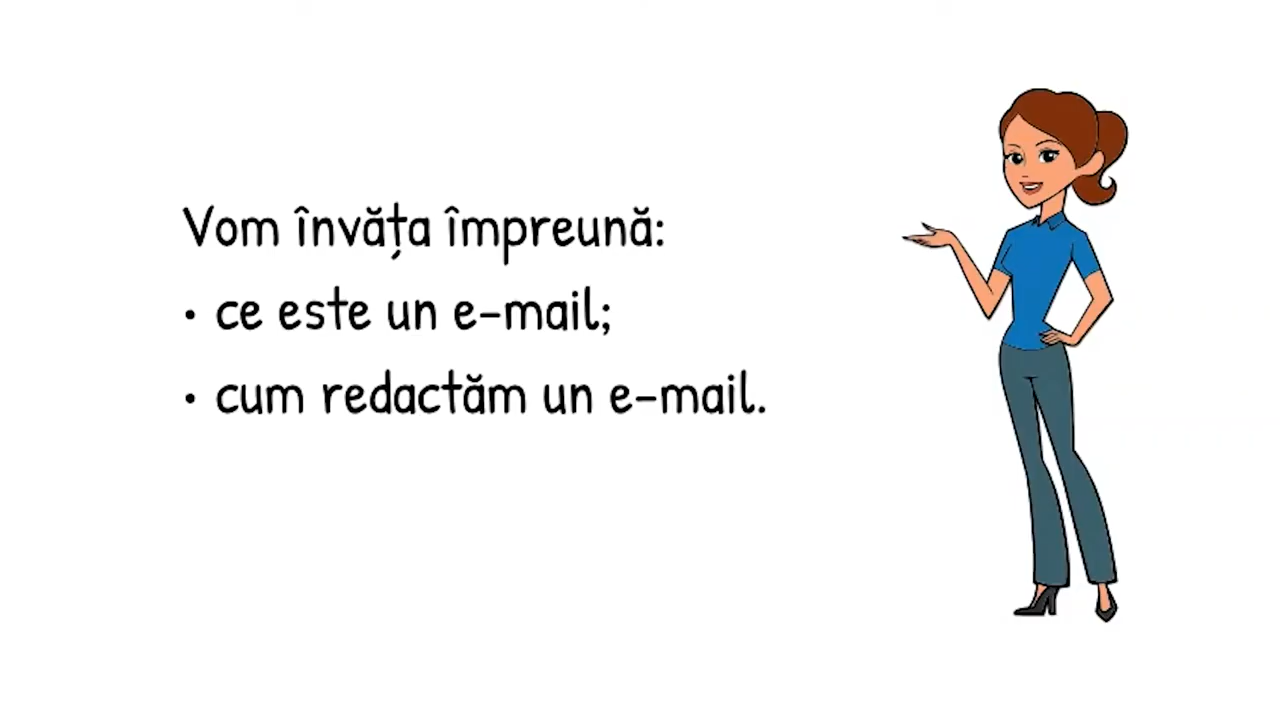 Vom învăța împreună:
• ce este un e-mail;
• cum redactăm un e-mail.